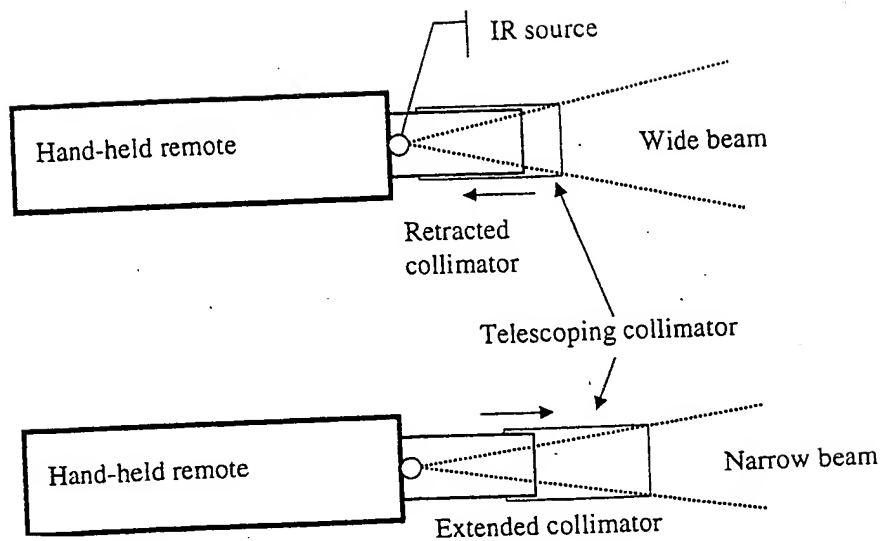 IR source
Hand-held remote
Wide beam
Retracted
collimator
Telescoping collimator
Hand-held remote
Narrow beam
Extended collimator